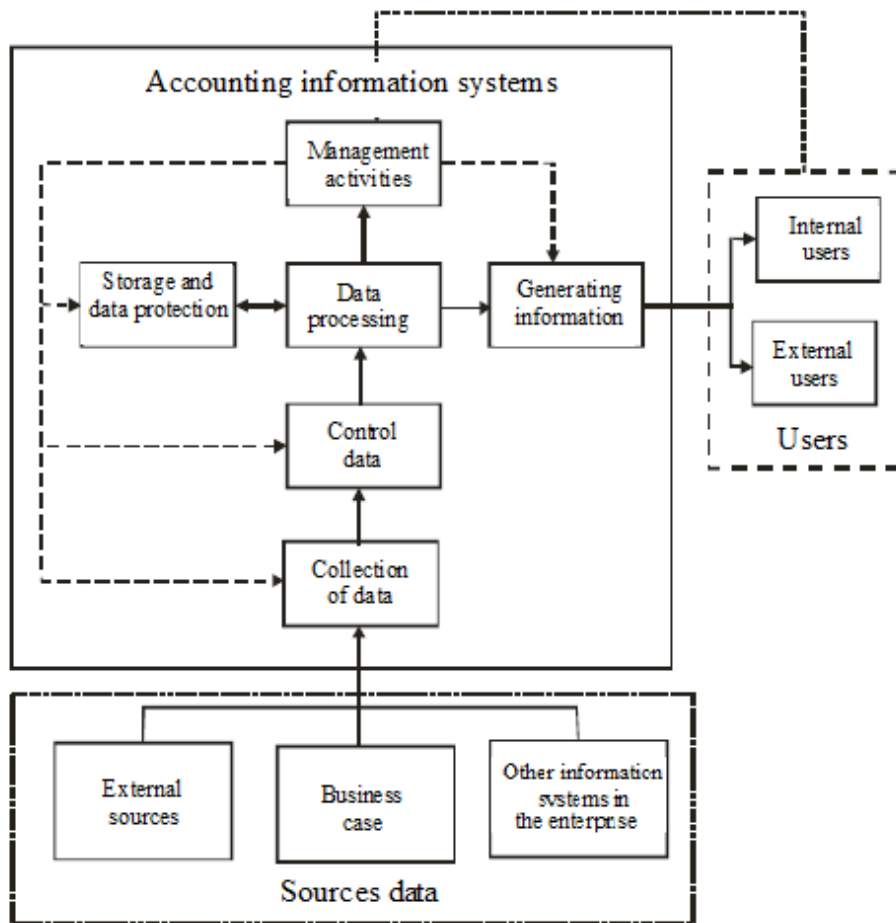 Accounting information systems
Management
activities
Internal
users
Storage and
data protection
Data
processing
Generating
information
External
users
Users
Control
data
Collection
of data
External
sources
Business
case
Other information
systems in
the enterprise
Sources data